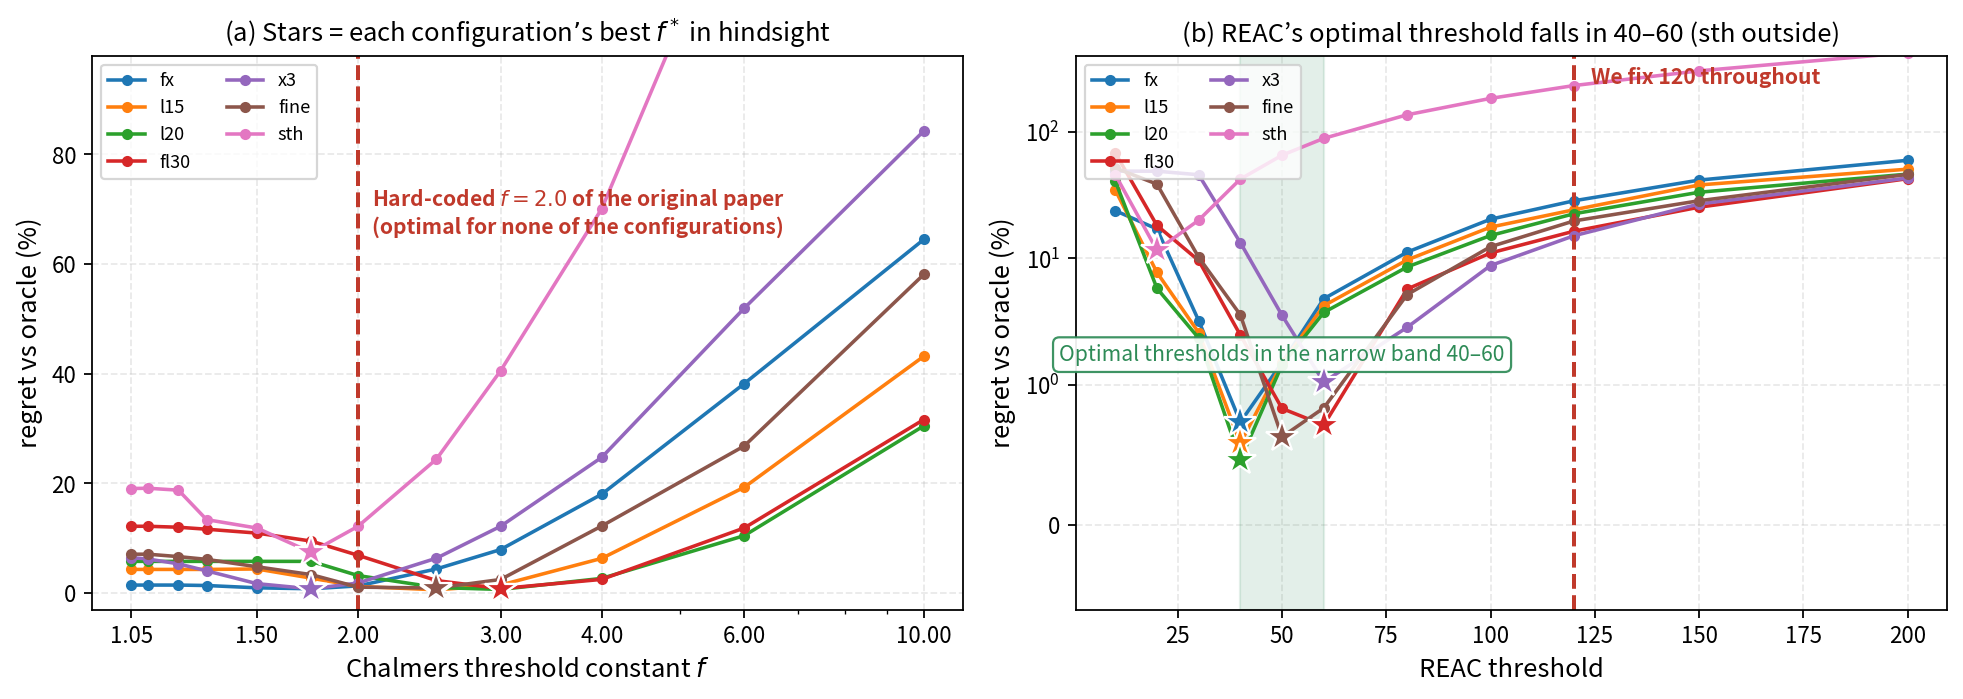 (a) Stars = each configuration's best f* in hindsight
fx
l15
l20
fl30
x3
fine
sth
Hard-coded f = 2.0 of the original paper
(optimal for none of the configurations)
regret vs oracle (%)
80
60
40
20
0
1.05
1.50
2.00
3.00
4.00
6.00
10.00
Chalmers threshold constant f
(b) REAC's optimal threshold falls in 40–60 (sth outside)
fx
l15
l20
fl30
x3
fine
sth
We fix 120 throughout
Optimal thresholds in the narrow band 40–60
regret vs oracle (%)
10²
10¹
10⁰
0
25
50
75
100
125
150
175
200
REAC threshold